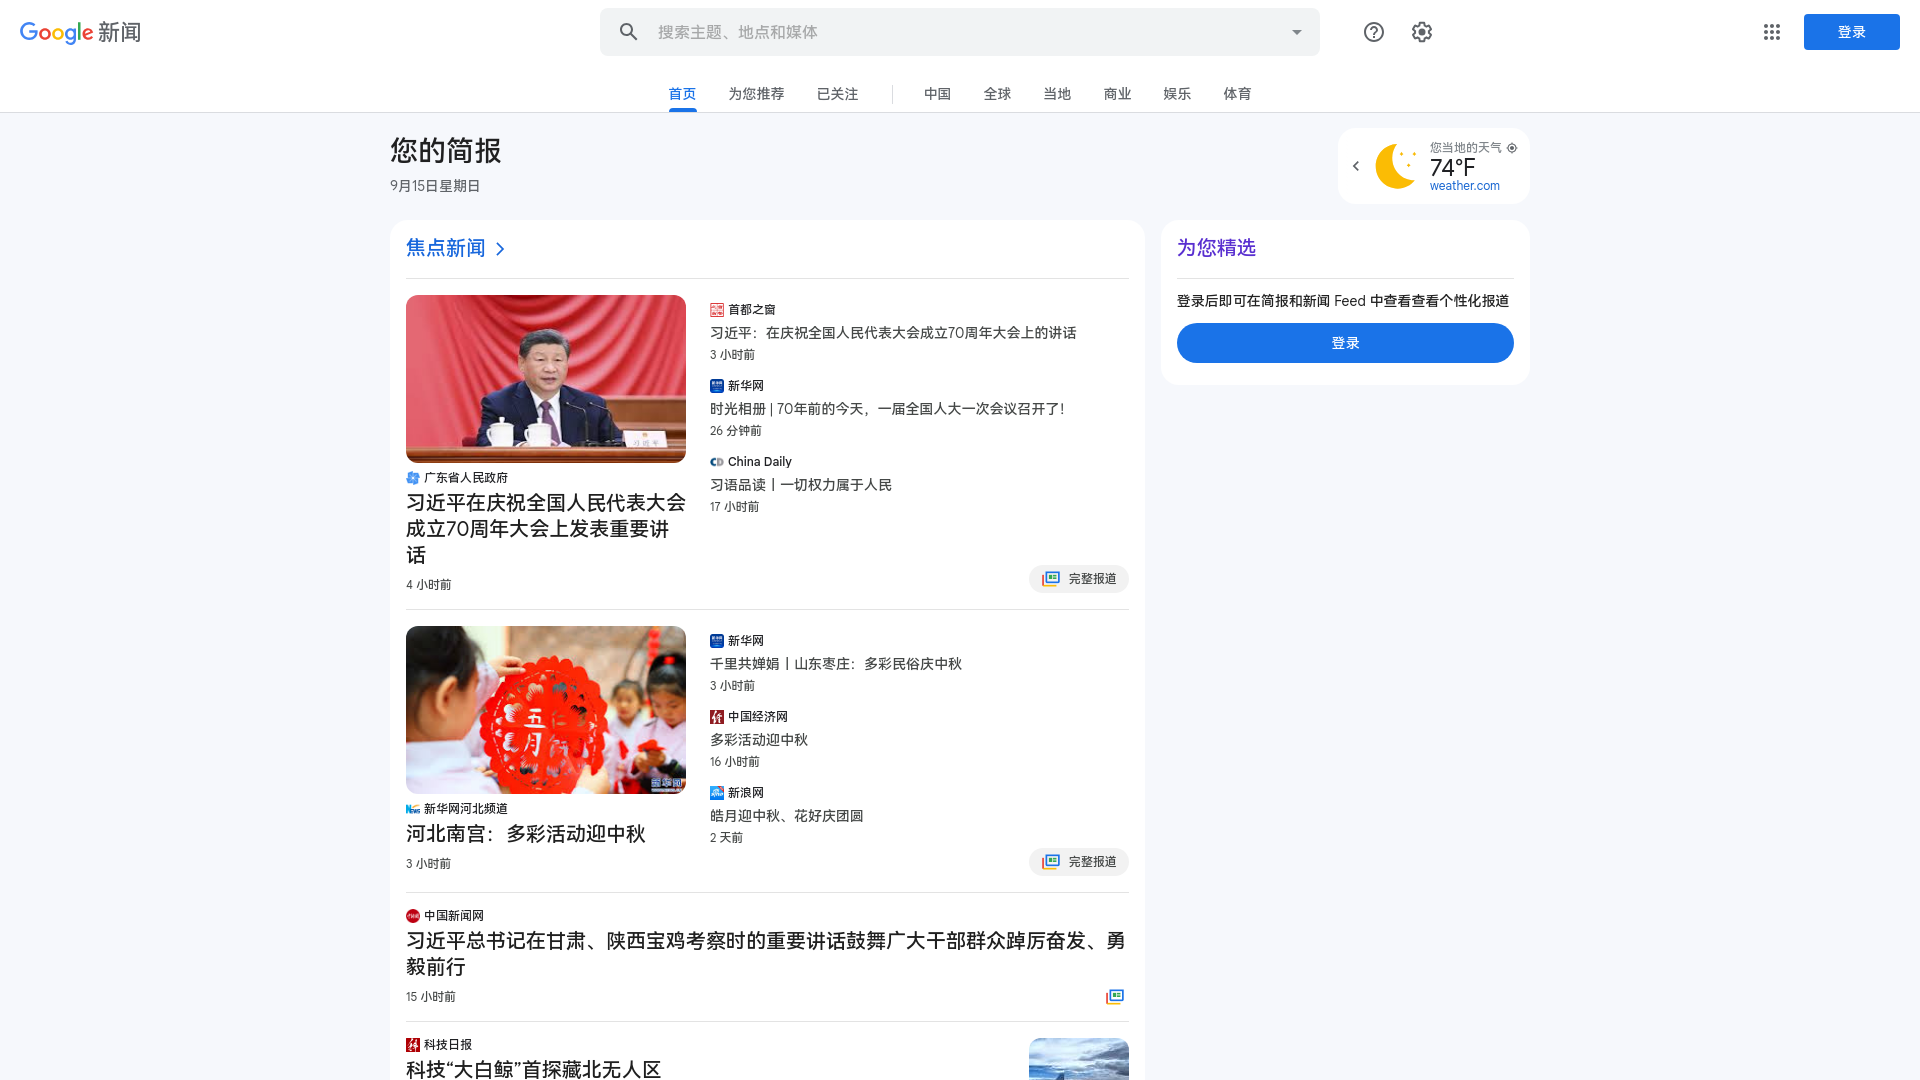 Google 新闻
搜索主题、地点和媒体
登录
首页
为您推荐
已关注
中国
全球
当地
商业
娱乐
体育
您的简报
9月15日星期日
您当地的天气
74°F
weather.com
焦点新闻
广东省人民政府
习近平在庆祝全国人民代表大会
成立70周年大会上发表重要讲
话
4 小时前
首都之窗
习近平：在庆祝全国人民代表大会成立70周年大会上的讲话
3 小时前
新华网
时光相册 | 70年前的今天，一届全国人大一次会议召开了！
26 分钟前
China Daily
习语品读丨一切权力属于人民
17 小时前
完整报道
五仁
月
新华网河北频道
河北南宫：多彩活动迎中秋
3 小时前
新华网
千里共婵娟丨山东枣庄：多彩民俗庆中秋
3 小时前
中国经济网
多彩活动迎中秋
16 小时前
新浪网
皓月迎中秋、花好庆团圆
2 天前
完整报道
中国新闻网
习近平总书记在甘肃、陕西宝鸡考察时的重要讲话鼓舞广大干部群众踔厉奋发、勇
毅前行
15 小时前
科技日报
科技“大白鲸”首探藏北无人区
为您精选
登录后即可在简报和新闻 Feed 中查看查看个性化报道
登录